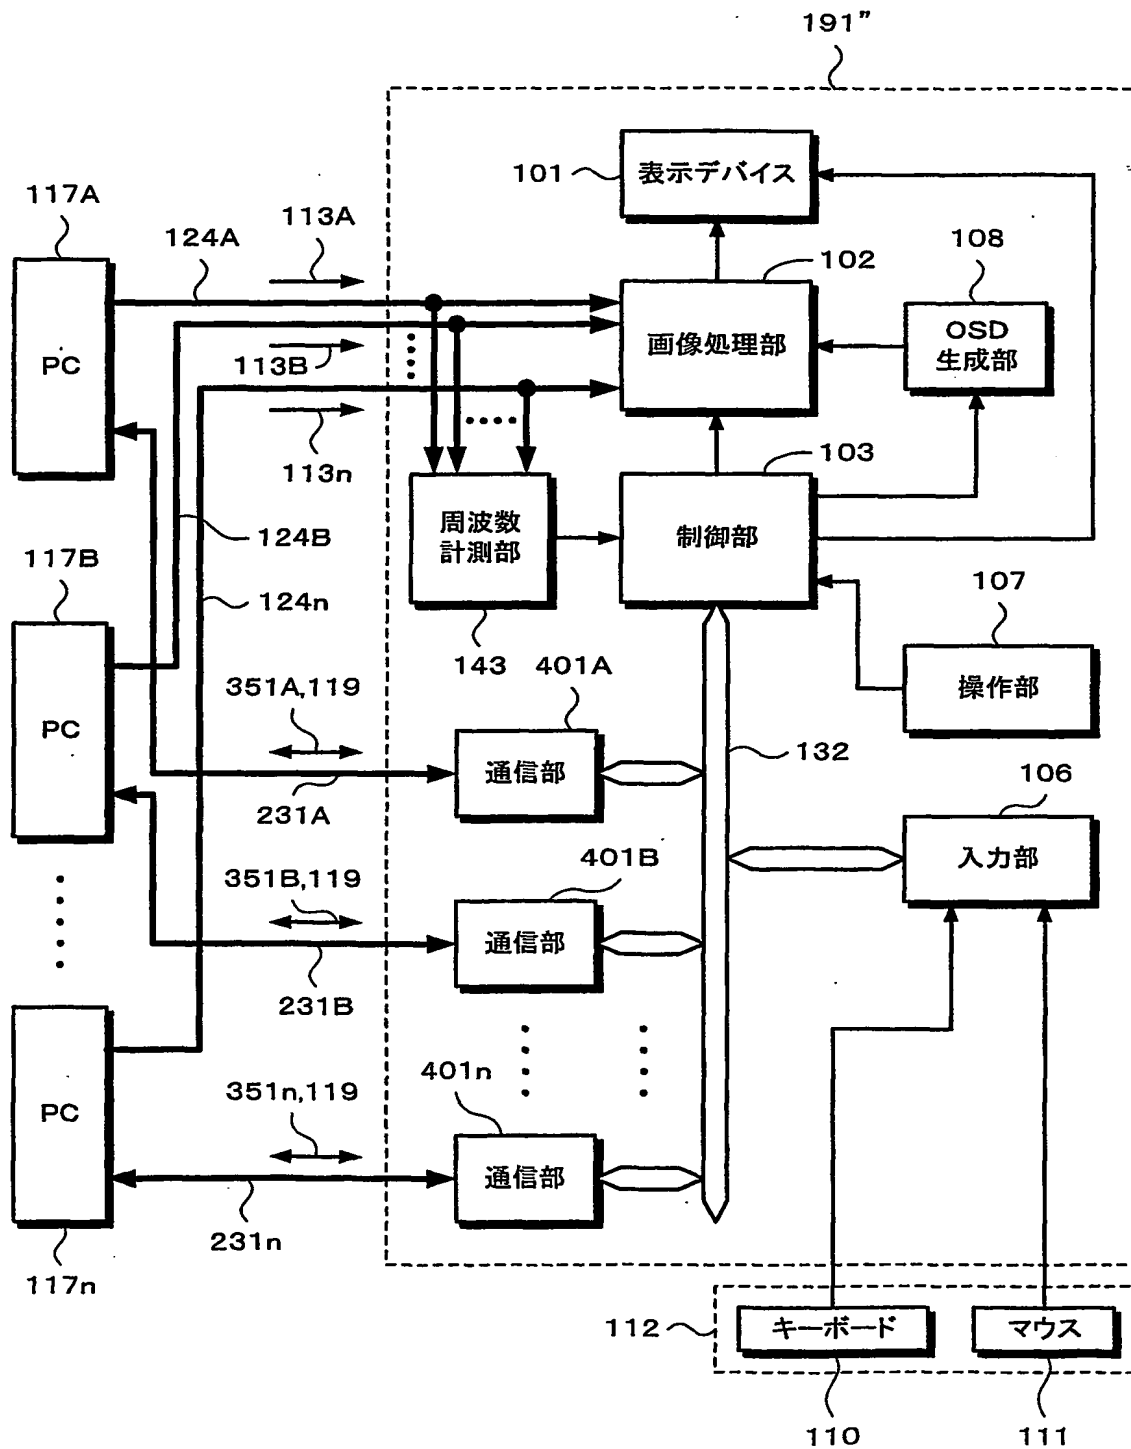 191”
101
表示デバイス
117A
113A
124A
102
108
PC
画像処理部
OSD
生成部
113B
113n
103
周波数
計測部
制御部
124B
117B
124n
107
143
401A
操作部
351A,119
PC
通信部
132
231A
106
入力部
401B
351B,119
通信部
231B
401n
351n,119
PC
通信部
231n
117n
112
キーボード
マウス
110
111